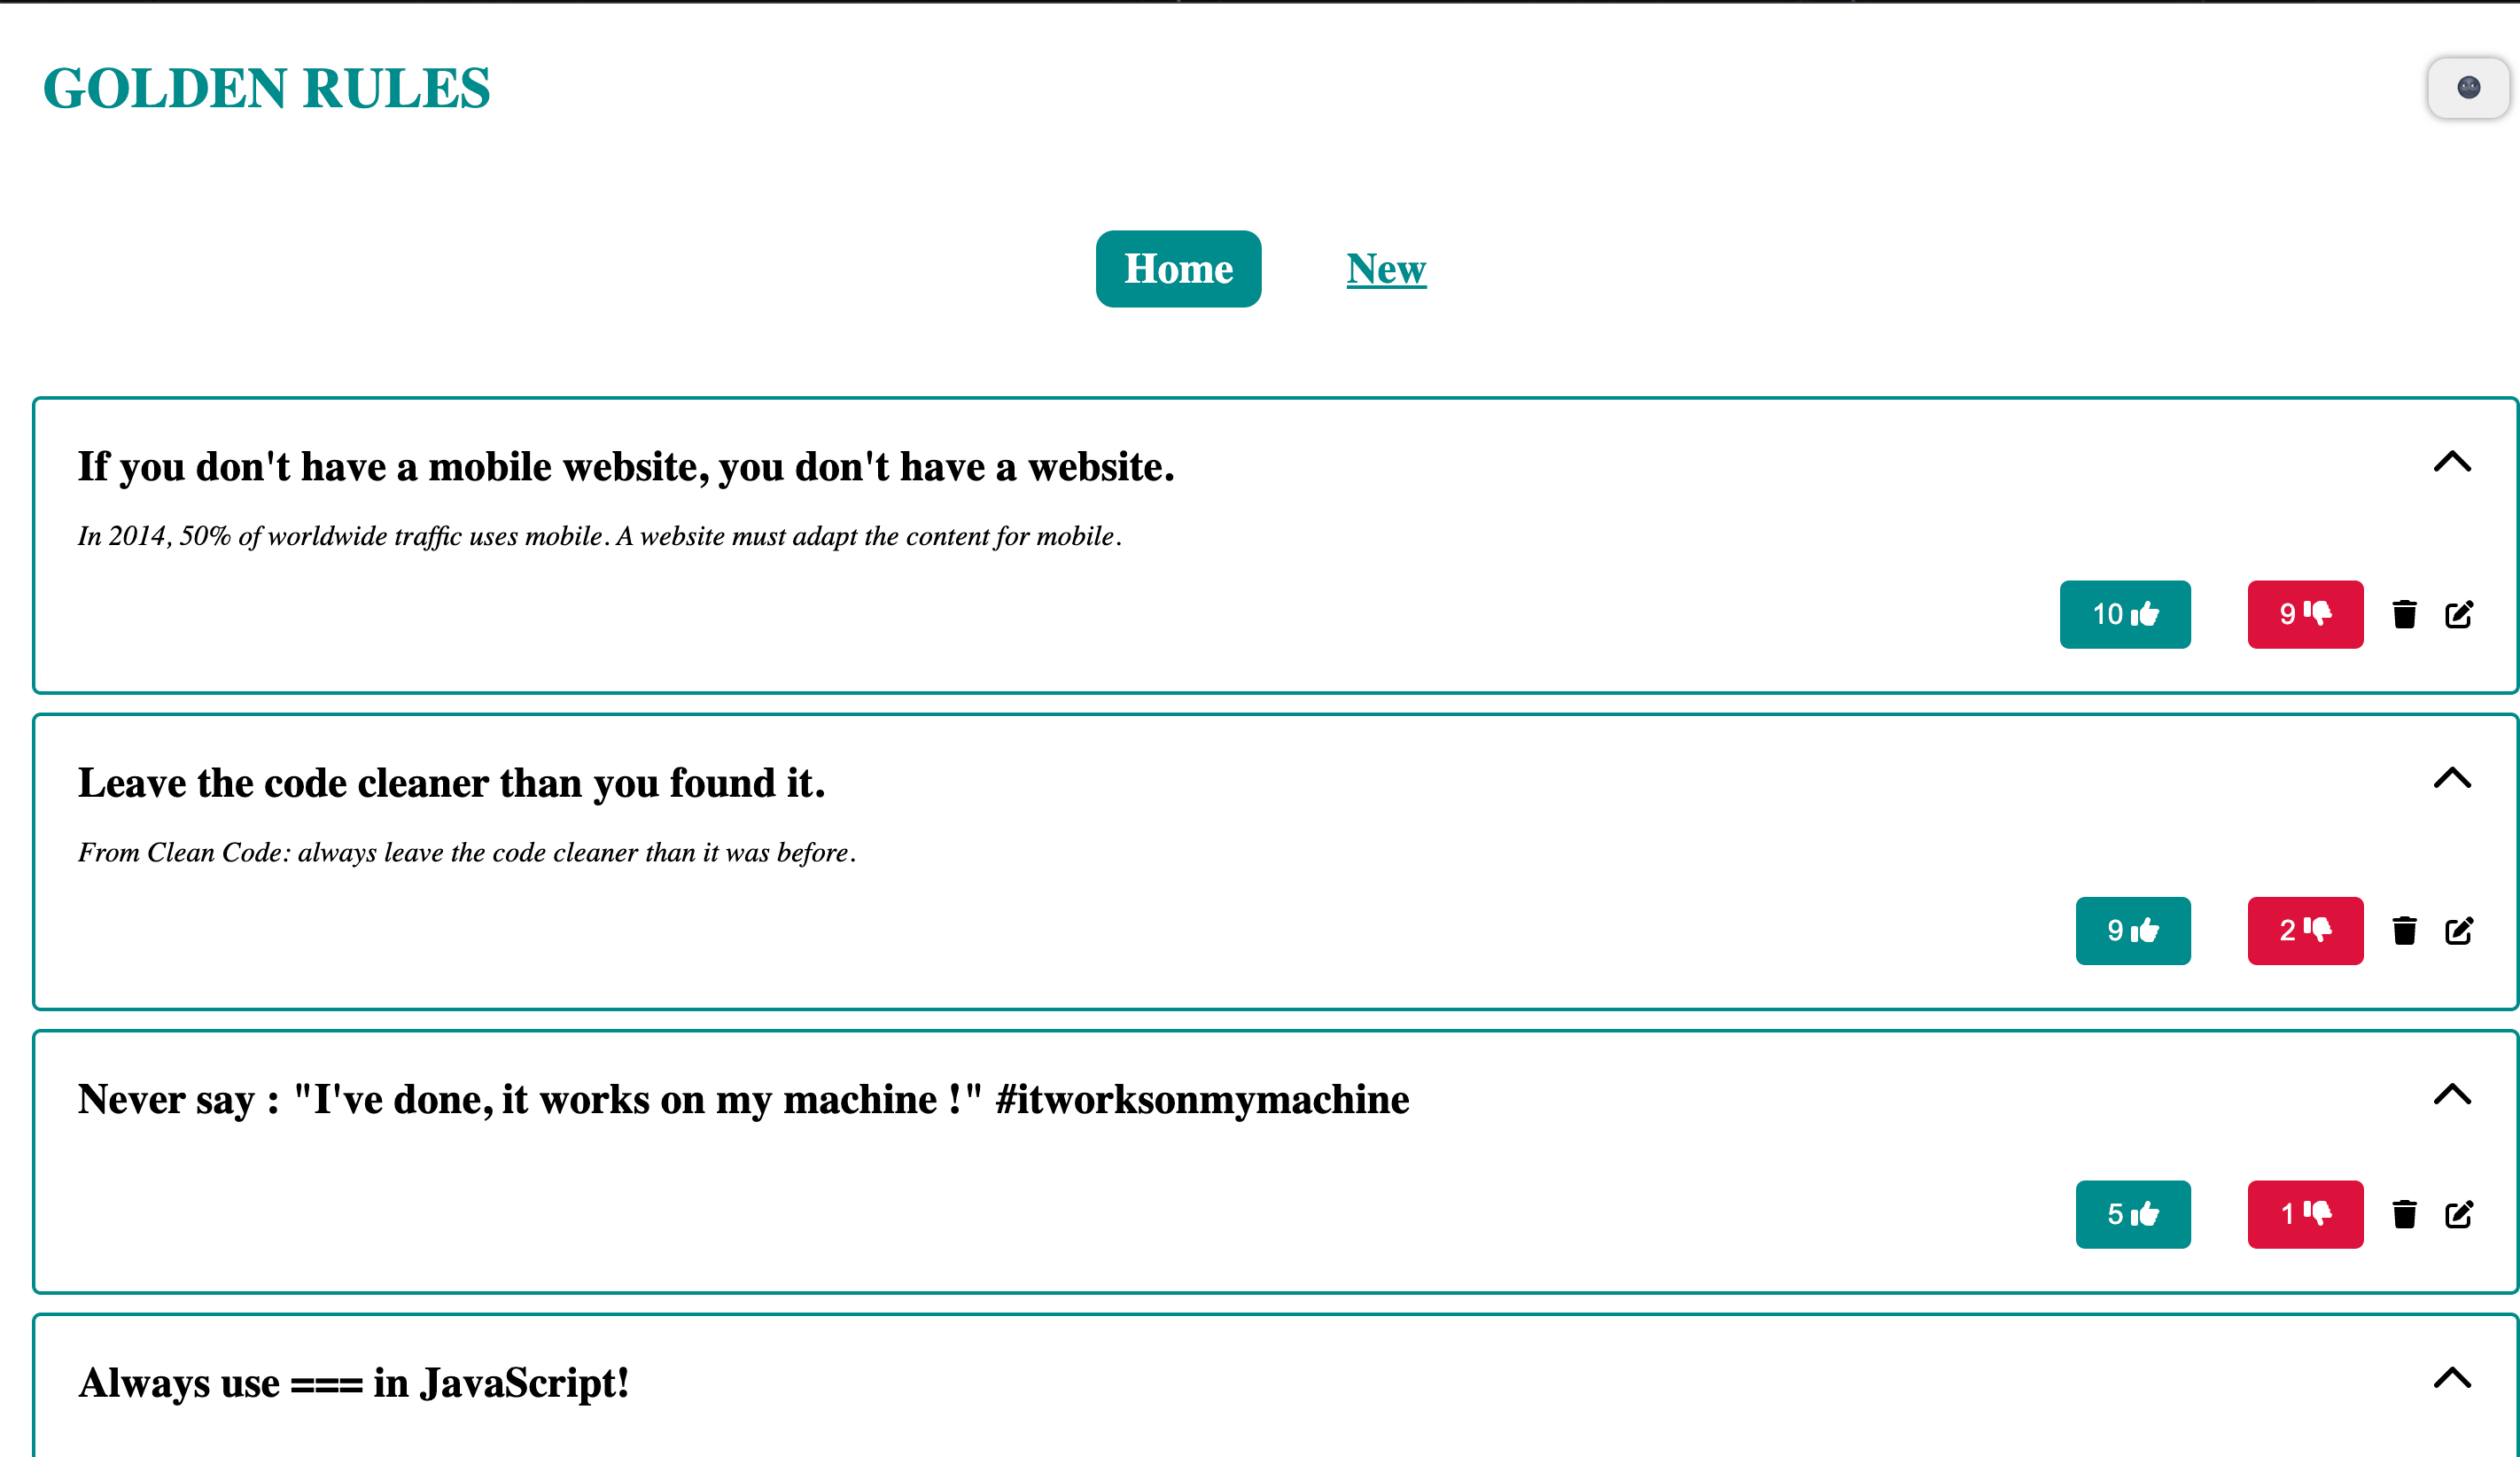 GOLDEN RULES
Home New
If you don't have a mobile website, you don't have a website.
In 2014, 50% of worldwide traffic uses mobile. A website must adapt the content for mobile.
10 9
Leave the code cleaner than you found it.
From Clean Code: always leave the code cleaner than it was before.
9 2
Never say : "I've done, it works on my machine !" #itworksonmymachine
5 1
Always use === in JavaScript!